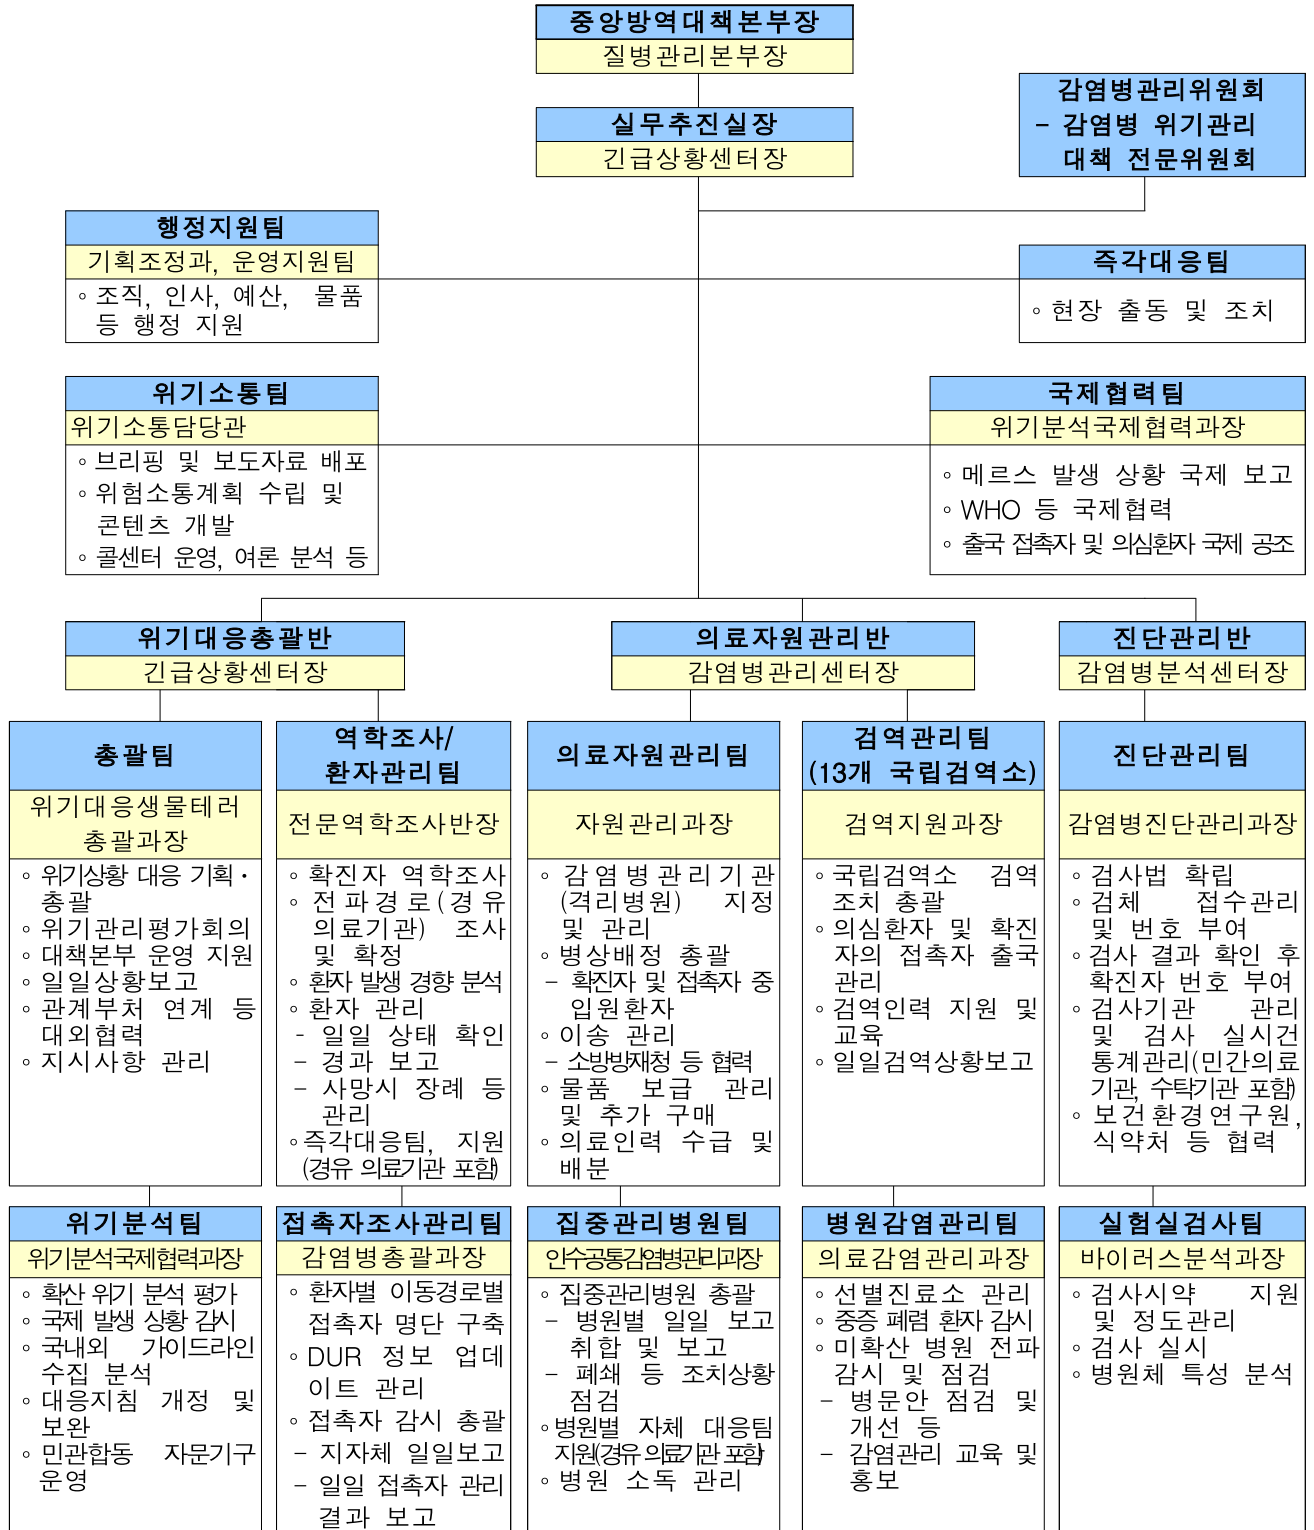 중앙방역대책본부장
질병관리본부장
실무추진실장
긴급상황센터장
감염병관리위원회
- 감염병 위기관리
대책 전문위원회
행정지원팀
기획조정과, 운영지원팀
◦ 조직, 인사, 예산, 물품
등 행정 지원
즉각대응팀
◦ 현장 출동 및 조치
위기소통팀
위기소통담당관
◦ 브리핑 및 보도자료 배포
◦ 위험소통계획 수립 및
콘텐츠 개발
◦ 콜센터 운영, 여론 분석 등
국제협력팀
위기분석국제협력과장
◦ 메르스 발생 상황 국제 보고
◦ WHO 등 국제협력
◦ 출국 접촉자 및 의심환자 국제 공조
위기대응총괄반
긴급상황센터장
의료자원관리반
감염병관리센터장
진단관리반
감염병분석센터장
총괄팀
위기대응생물테러
총괄과장
◦ 위기상황 대응 기획·
총괄
◦ 위기관리평가회의
◦ 대책본부 운영 지원
◦ 일일상황보고
◦ 관계부처 연계 등
대외협력
◦ 지시사항 관리
역학조사/
환자관리팀
전문역학조사반장
◦ 확진자 역학조사
◦ 전파경로(경유
의료기관) 조사
및 확정
◦ 환자 발생 경향 분석
◦ 환자 관리
- 일일 상태 확인
- 경과 보고
- 사망시 장례 등
관리
◦즉각대응팀, 지원
(경유 의료기관 포함)
의료자원관리팀
자원관리과장
◦ 감염병관리기관
(격리병원) 지정
및 관리
◦ 병상배정 총괄
- 확진자 및 접촉자 중
입원환자
◦ 이송 관리
- 소방방재청 등 협력
◦ 물품 보급 관리
및 추가 구매
◦ 의료인력 수급 및
배분
검역관리팀
(13개 국립검역소)
검역지원과장
◦ 국립검역소 검역
조치 총괄
◦ 의심환자 및 확진
자의 접촉자 출국
관리
◦ 검역인력 지원 및
교육
◦ 일일검역상황보고
진단관리팀
감염병진단관리과장
◦ 검사법 확립
◦ 검체 접수관리
및 번호 부여
◦ 검사 결과 확인 후
확진자 번호 부여
◦ 검사기관 관리
및 검사 실시건
통계관리(민간의료
기관, 수탁기관 포함)
◦ 보건환경연구원,
식약처 등 협력
위기분석팀
위기분석국제협력과장
◦ 확산 위기 분석 평가
◦ 국제 발생 상황 감시
◦ 국내외 가이드라인
수집 분석
◦ 대응지침 개정 및
보완
◦ 민관합동 자문기구
운영
접촉자조사관리팀
감염병총괄과장
◦ 환자별 이동경로별
접촉자 명단 구축
◦ DUR 정보 업데
이트 관리
◦ 접촉자 감시 총괄
- 지자체 일일보고
- 일일 접촉자 관리
결과 보고
집중관리병원팀
인수공통감염병관리과장
◦ 집중관리병원 총괄
- 병원별 일일 보고
취합 및 보고
- 폐쇄 등 조치상황
점검
◦병원별 자체 대응팀
지원(경유 의료기관 포함)
◦ 병원 소독 관리
병원감염관리팀
의료감염관리과장
◦ 선별진료소 관리
◦ 중증 폐렴 환자 감시
◦ 미확산 병원 전파
감시 및 점검
- 병문안 점검 및
개선 등
- 감염관리 교육 및
홍보
실험실검사팀
바이러스분석과장
◦ 검사시약 지원
및 정도관리
◦ 검사 실시
◦ 병원체 특성 분석